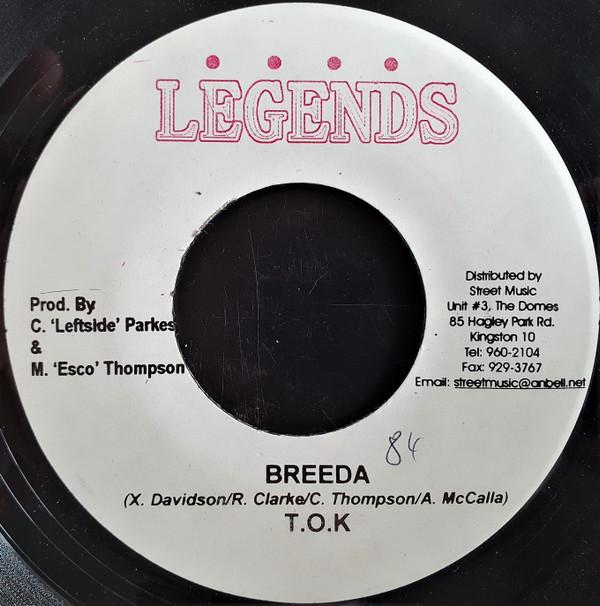 LEGENDS
Prod. By
C. 'Leftside' Parkes
&
M. 'Esco' Thompson
Distributed by
Street Music
Unit #3, The Domes
85 Hagley Park Rd.
Kingston 10
Tel: 960-2104
Fax: 929-3767
Email: streetmusic@anbell.net
84
BREEDA
(X. Davidson/R. Clarke/C. Thompson/A. McCalla)
T.O.K